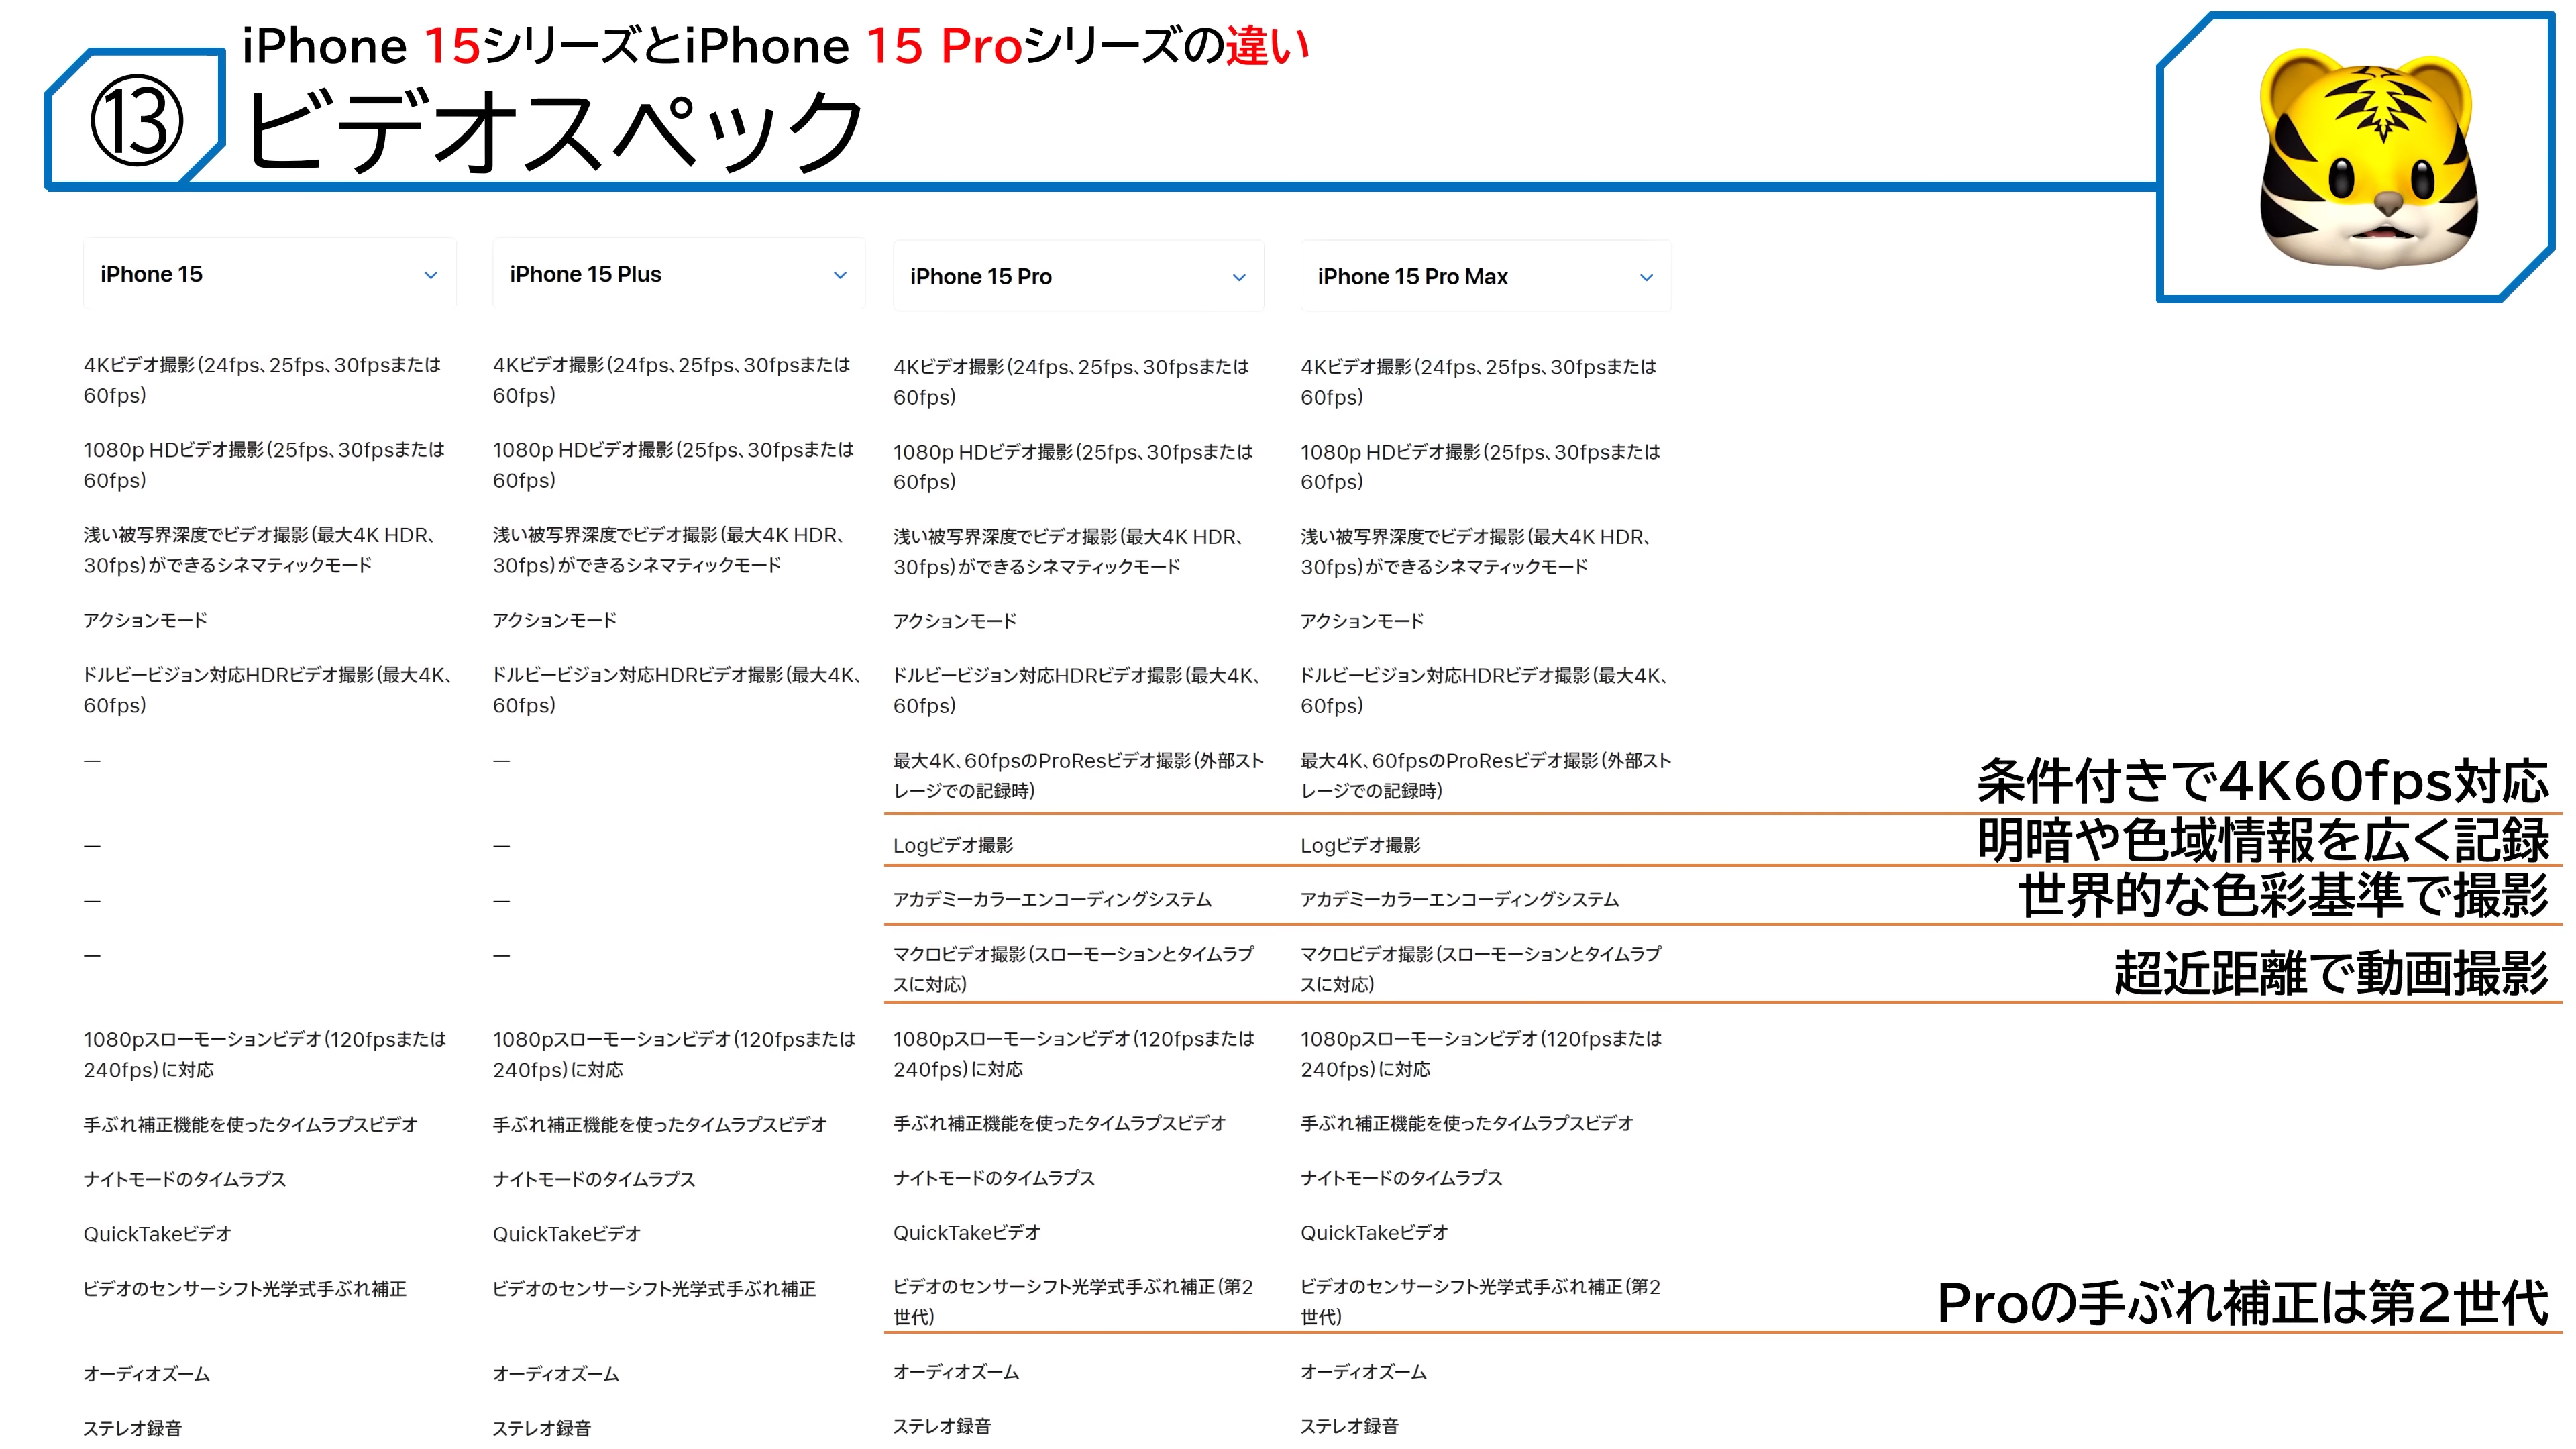 iPhone 15シリーズとiPhone 15 Proシリーズの違い
⑬
ビデオスペック
iPhone 15
iPhone 15 Plus
iPhone 15 Pro
iPhone 15 Pro Max
4Kビデオ撮影(24fps、25fps、30fpsまたは
60fps)
4Kビデオ撮影(24fps、25fps、30fpsまたは
60fps)
4Kビデオ撮影(24fps、25fps、30fpsまたは
60fps)
4Kビデオ撮影(24fps、25fps、30fpsまたは
60fps)
1080p HDビデオ撮影(25fps、30fpsまたは
60fps)
1080p HDビデオ撮影(25fps、30fpsまたは
60fps)
1080p HDビデオ撮影(25fps、30fpsまたは
60fps)
1080p HDビデオ撮影(25fps、30fpsまたは
60fps)
浅い被写界深度でビデオ撮影(最大4K HDR、
30fps)ができるシネマティックモード
浅い被写界深度でビデオ撮影(最大4K HDR、
30fps)ができるシネマティックモード
浅い被写界深度でビデオ撮影(最大4K HDR、
30fps)ができるシネマティックモード
浅い被写界深度でビデオ撮影(最大4K HDR、
30fps)ができるシネマティックモード
アクションモード
アクションモード
アクションモード
アクションモード
ドルビービジョン対応HDRビデオ撮影(最大4K、
60fps)
ドルビービジョン対応HDRビデオ撮影(最大4K、
60fps)
ドルビービジョン対応HDRビデオ撮影(最大4K、
60fps)
ドルビービジョン対応HDRビデオ撮影(最大4K、
60fps)
—
—
最大4K、60fpsのProResビデオ撮影(外部スト
レージでの記録時)
最大4K、60fpsのProResビデオ撮影(外部スト
レージでの記録時)
条件付きで4K60fps対応
—
—
Logビデオ撮影
Logビデオ撮影
明暗や色域情報を広く記録
—
—
アカデミーカラーエンコーディングシステム
アカデミーカラーエンコーディングシステム
世界的な色彩基準で撮影
—
—
マクロビデオ撮影(スローモーションとタイムラプ
スに対応)
マクロビデオ撮影(スローモーションとタイムラプ
スに対応)
超近距離で動画撮影
1080pスローモーションビデオ(120fpsまたは
240fps)に対応
1080pスローモーションビデオ(120fpsまたは
240fps)に対応
1080pスローモーションビデオ(120fpsまたは
240fps)に対応
1080pスローモーションビデオ(120fpsまたは
240fps)に対応
手ぶれ補正機能を使ったタイムラプスビデオ
手ぶれ補正機能を使ったタイムラプスビデオ
手ぶれ補正機能を使ったタイムラプスビデオ
手ぶれ補正機能を使ったタイムラプスビデオ
ナイトモードのタイムラプス
ナイトモードのタイムラプス
ナイトモードのタイムラプス
ナイトモードのタイムラプス
QuickTakeビデオ
QuickTakeビデオ
QuickTakeビデオ
QuickTakeビデオ
ビデオのセンサーシフト光学式手ぶれ補正
ビデオのセンサーシフト光学式手ぶれ補正
ビデオのセンサーシフト光学式手ぶれ補正(第2
世代)
ビデオのセンサーシフト光学式手ぶれ補正(第2
世代)
Proの手ぶれ補正は第2世代
オーディオズーム
オーディオズーム
オーディオズーム
オーディオズーム
ステレオ録音
ステレオ録音
ステレオ録音
ステレオ録音